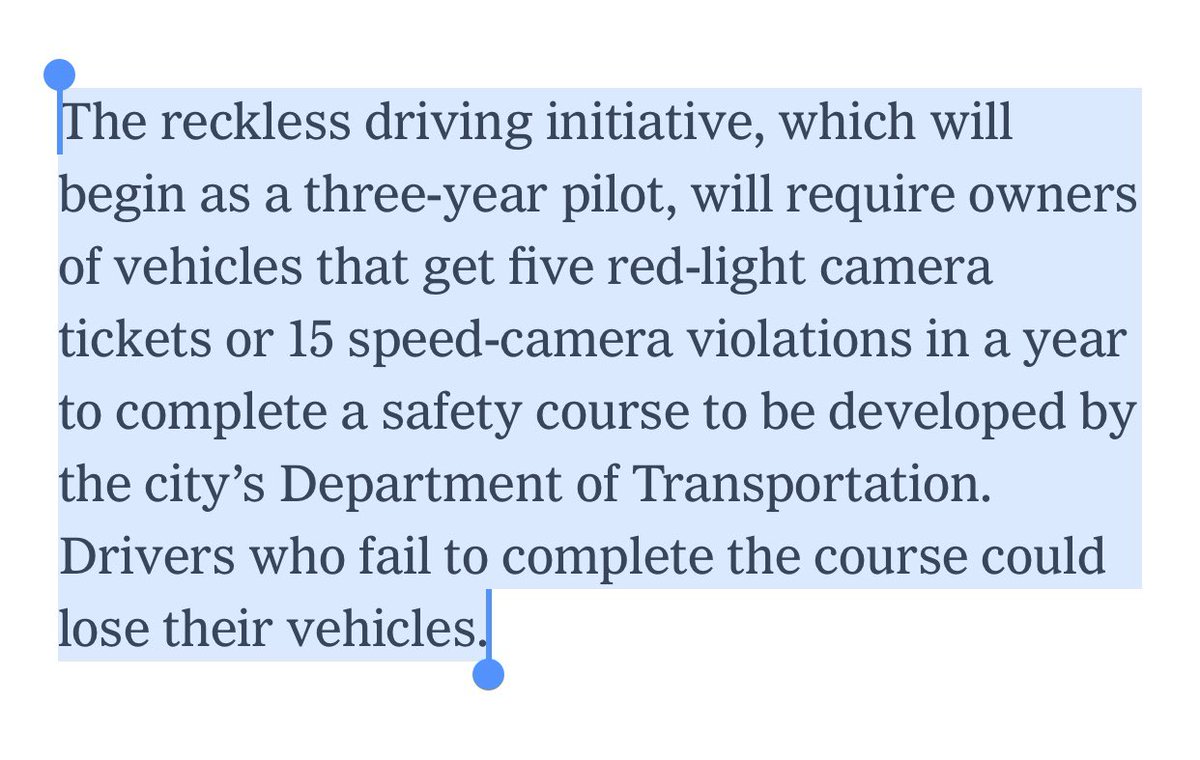 The reckless driving initiative, which will
begin as a three-year pilot, will require owners
of vehicles that get five red-light camera
tickets or 15 speed-camera violations in a year
to complete a safety course to be developed by
the city’s Department of Transportation.
Drivers who fail to complete the course could
lose their vehicles.